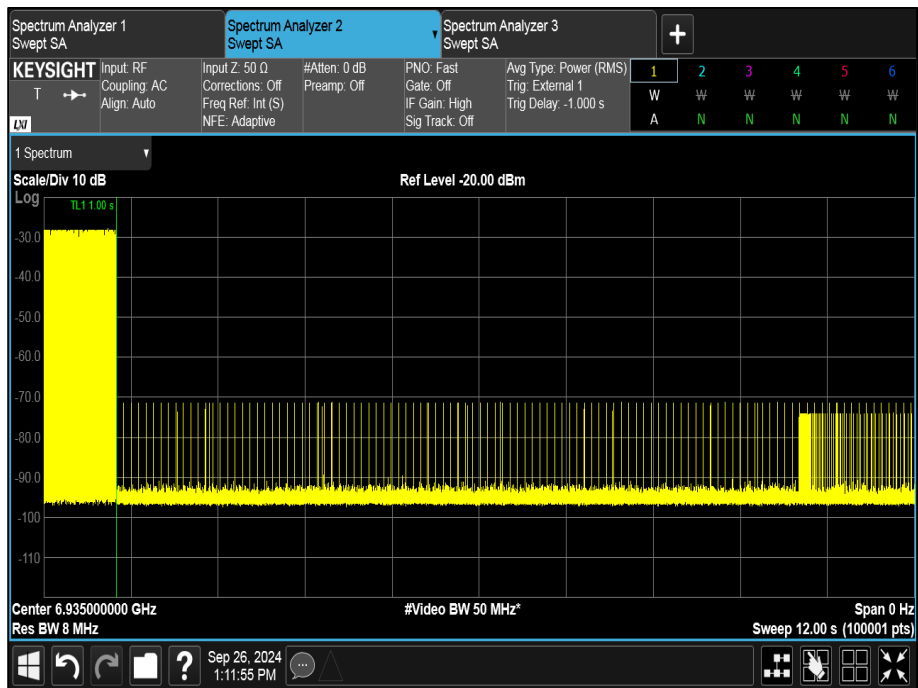 Spectrum Analyzer 1
Swept SA
Spectrum Analyzer 2
Swept SA
Spectrum Analyzer 3
Swept SA
+
KEYSIGHT
T
LXI
Input: RF
Coupling: AC
Align: Auto
Input Z: 50 Ω
Corrections: Off
Freq Ref: Int (S)
NFE: Adaptive
#Atten: 0 dB
Preamp: Off
PNO: Fast
Gate: Off
IF Gain: High
Sig Track: Off
Avg Type: Power (RMS)
Trig: External 1
Trig Delay: -1.000 s
1 2 3 4 5 6
W W W W W W
A N N N N N
1 Spectrum
Scale/Div 10 dB
Ref Level -20.00 dBm
Log
TL1 1.00 s
-30.0
-40.0
-50.0
-60.0
-70.0
-80.0
-90.0
-100
-110
Center 6.935000000 GHz
#Video BW 50 MHz*
Span 0 Hz
Res BW 8 MHz
Sweep 12.00 s (100001 pts)
?
Sep 26, 2024
1:11:55 PM